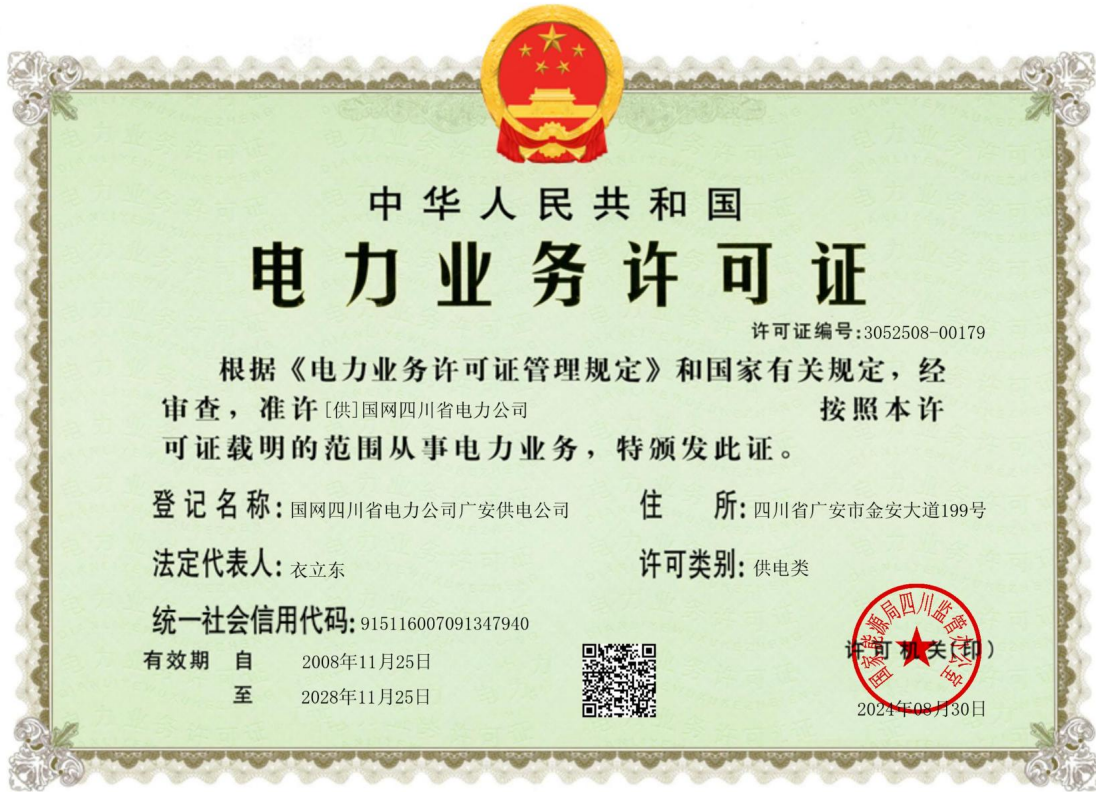 中华人民共和国
电力业务许可证
许可证编号:3052508-00179
根据《电力业务许可证管理规定》和国家有关规定，经
审查，准许[供]国网四川省电力公司 按照本许
可证载明的范围从事电力业务，特颁发此证。
登记名称:国网四川省电力公司广安供电公司 住 所:四川省广安市金安大道199号
法定代表人:衣立东 许可类别:供电类
统一社会信用代码:915116007091347940
有效期 自 2008年11月25日
至 2028年11月25日
国家能源局四川监管办公室
许可机关(印)
2024年08月30日